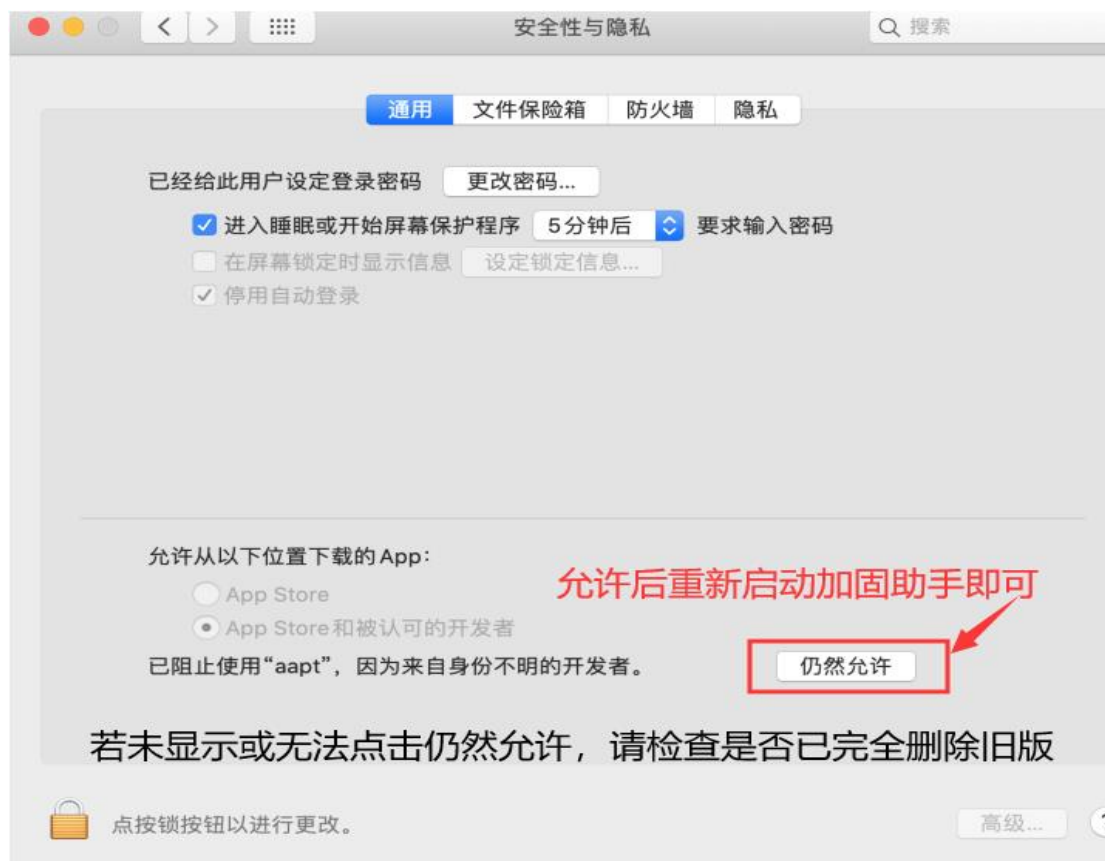 安全性与隐私
搜索
通用 文件保险箱 防火墙 隐私
已经给此用户设定登录密码 更改密码...
进入睡眠或开始屏幕保护程序 5分钟后 要求输入密码
在屏幕锁定时显示信息 设定锁定信息...
停用自动登录
允许从以下位置下载的App：
允许后重新启动加固助手即可
App Store
App Store和被认可的开发者
已阻止使用“aapt”，因为来自身份不明的开发者。 仍然允许
若未显示或无法点击仍然允许，请检查是否已完全删除旧版
点按锁按钮以进行更改。
高级... ?